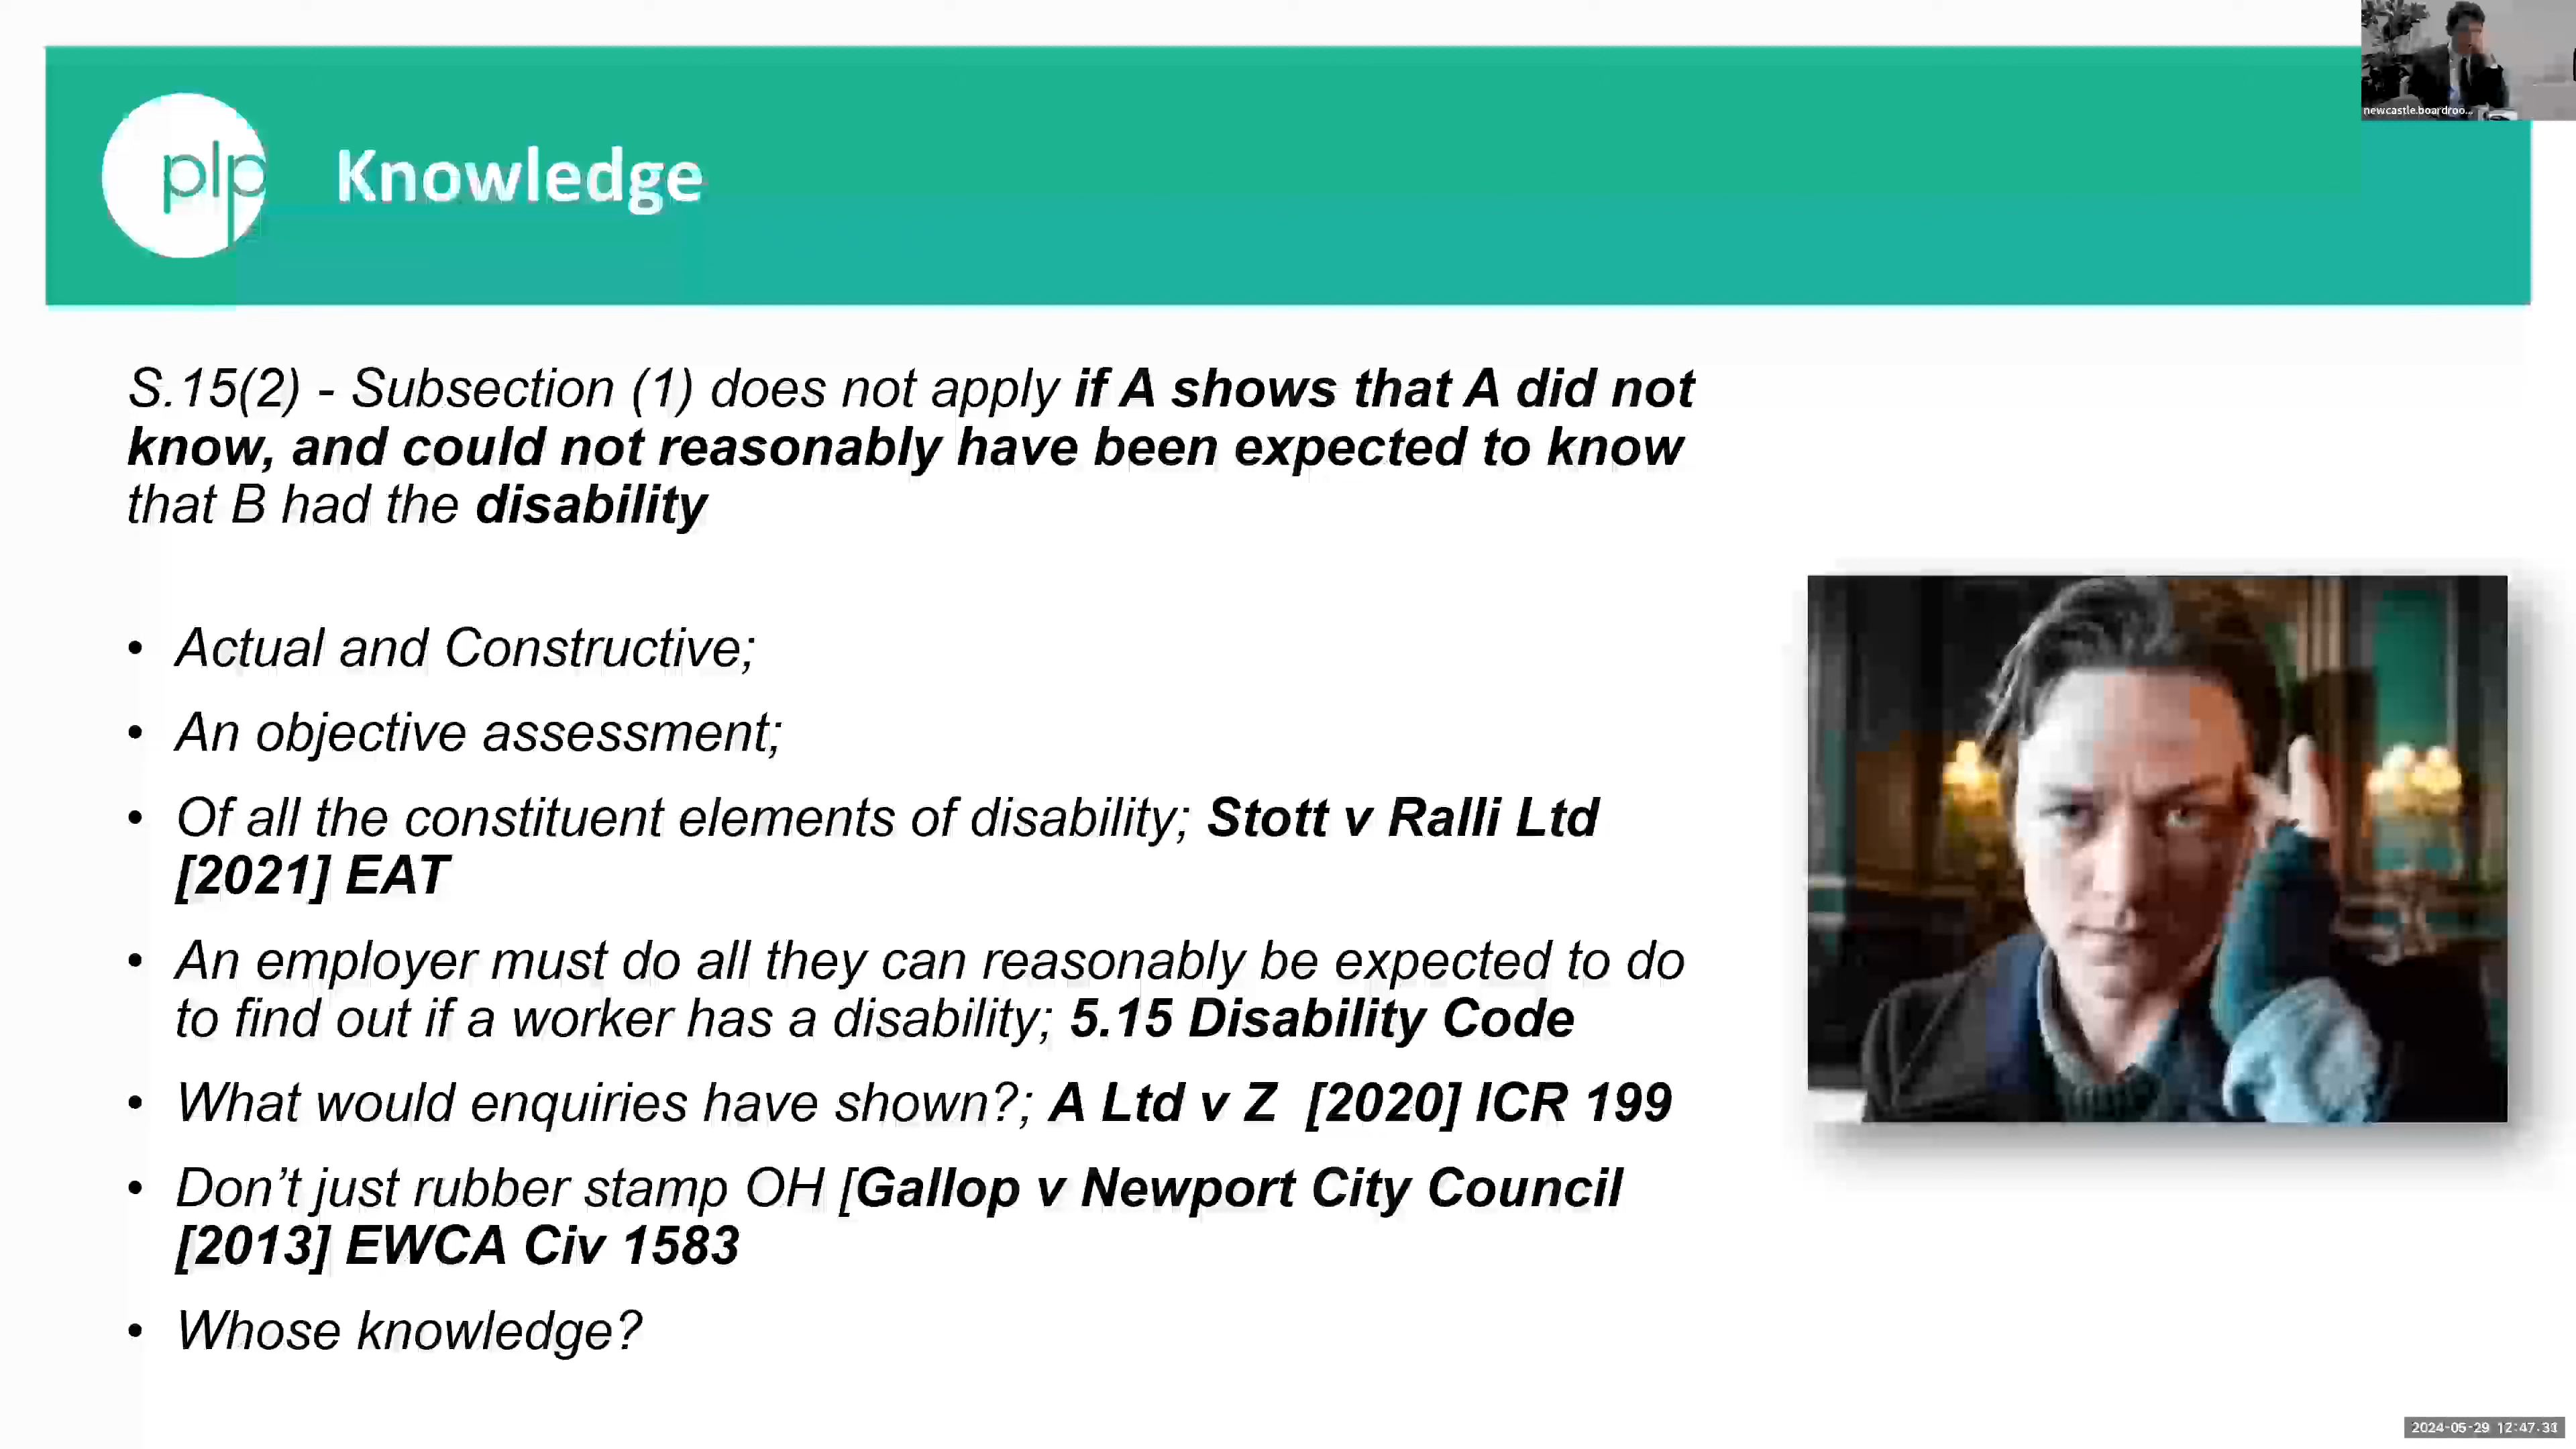 newcastle.boardroo...
plp
Knowledge
S.15(2) - Subsection (1) does not apply if A shows that A did not
know, and could not reasonably have been expected to know
that B had the disability
• Actual and Constructive;
• An objective assessment;
• Of all the constituent elements of disability; Stott v Ralli Ltd
[2021] EAT
• An employer must do all they can reasonably be expected to do
to find out if a worker has a disability; 5.15 Disability Code
• What would enquiries have shown?; A Ltd v Z [2020] ICR 199
• Don’t just rubber stamp OH [Gallop v Newport City Council
[2013] EWCA Civ 1583
• Whose knowledge?
2024-05-29 12:47:31